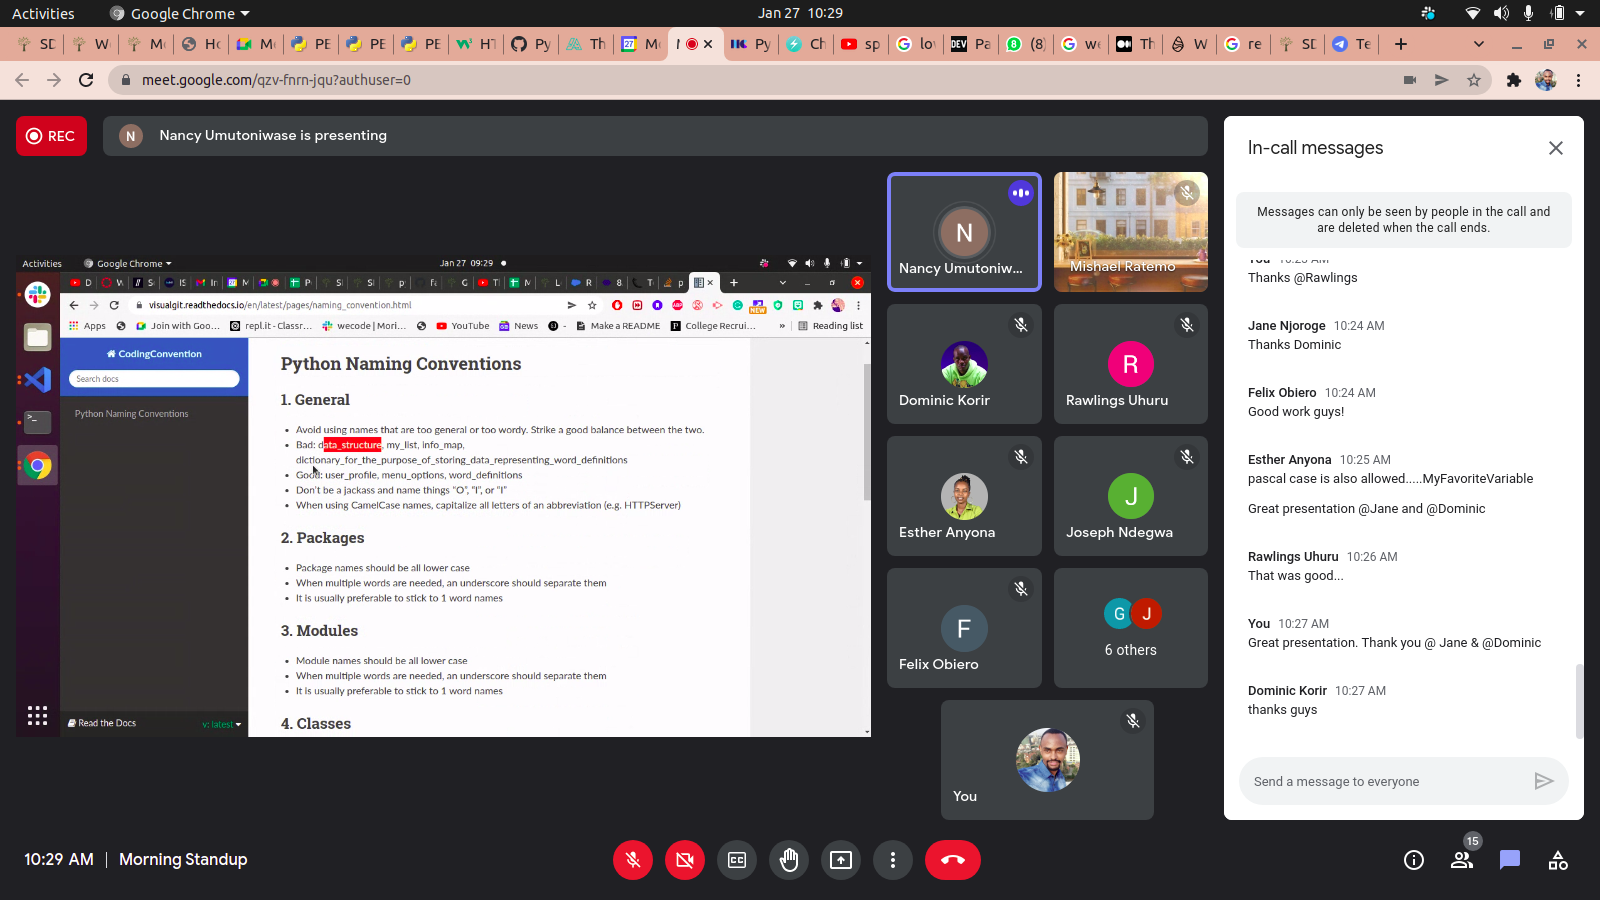 Activities
Google Chrome
Jan 27 10:29
SD
W
Mo
Ho
Me
PE
PE
PE
HT
Py
Th
Me
Py
Ch
sp
lov
Pa
(8)
we
Th
W
re
SD
Te
meet.google.com/qzv-fnrn-jqu?authuser=0
REC
N
Nancy Umutoniwase is presenting
Activities
Google Chrome
Jan 27 09:29
visualgit.readthedocs.io/en/latest/pages/naming_convention.html
NEW
Apps
Join with Goo...
repl.it - Classr...
wecode | Mori...
YouTube
News
Make a README
College Recrui...
»
Reading list
CodingConvention
Search docs
Python Naming Conventions
Read the Docs
v: latest
Python Naming Conventions
1. General
• Avoid using names that are too general or too wordy. Strike a good balance between the two.
• Bad: data_structure, my_list, info_map,
dictionary_for_the_purpose_of_storing_data_representing_word_definitions
• Good: user_profile, menu_options, word_definitions
• Don't be a jackass and name things “O”, “l”, or “I”
• When using CamelCase names, capitalize all letters of an abbreviation (e.g. HTTPServer)
2. Packages
• Package names should be all lower case
• When multiple words are needed, an underscore should separate them
• It is usually preferable to stick to 1 word names
3. Modules
• Module names should be all lower case
• When multiple words are needed, an underscore should separate them
• It is usually preferable to stick to 1 word names
4. Classes
N
Nancy Umutoniw...
Mishael Ratemo
Dominic Korir
R
Rawlings Uhuru
Esther Anyona
J
Joseph Ndegwa
F
Felix Obiero
G
J
6 others
You
In-call messages
Messages can only be seen by people in the call and
are deleted when the call ends.
Thanks @Rawlings
Jane Njoroge 10:24 AM
Thanks Dominic
Felix Obiero 10:24 AM
Good work guys!
Esther Anyona 10:25 AM
pascal case is also allowed.....MyFavoriteVariable
Great presentation @Jane and @Dominic
Rawlings Uhuru 10:26 AM
That was good...
You 10:27 AM
Great presentation. Thank you @ Jane & @Dominic
Dominic Korir 10:27 AM
thanks guys
Send a message to everyone
10:29 AM | Morning Standup
15